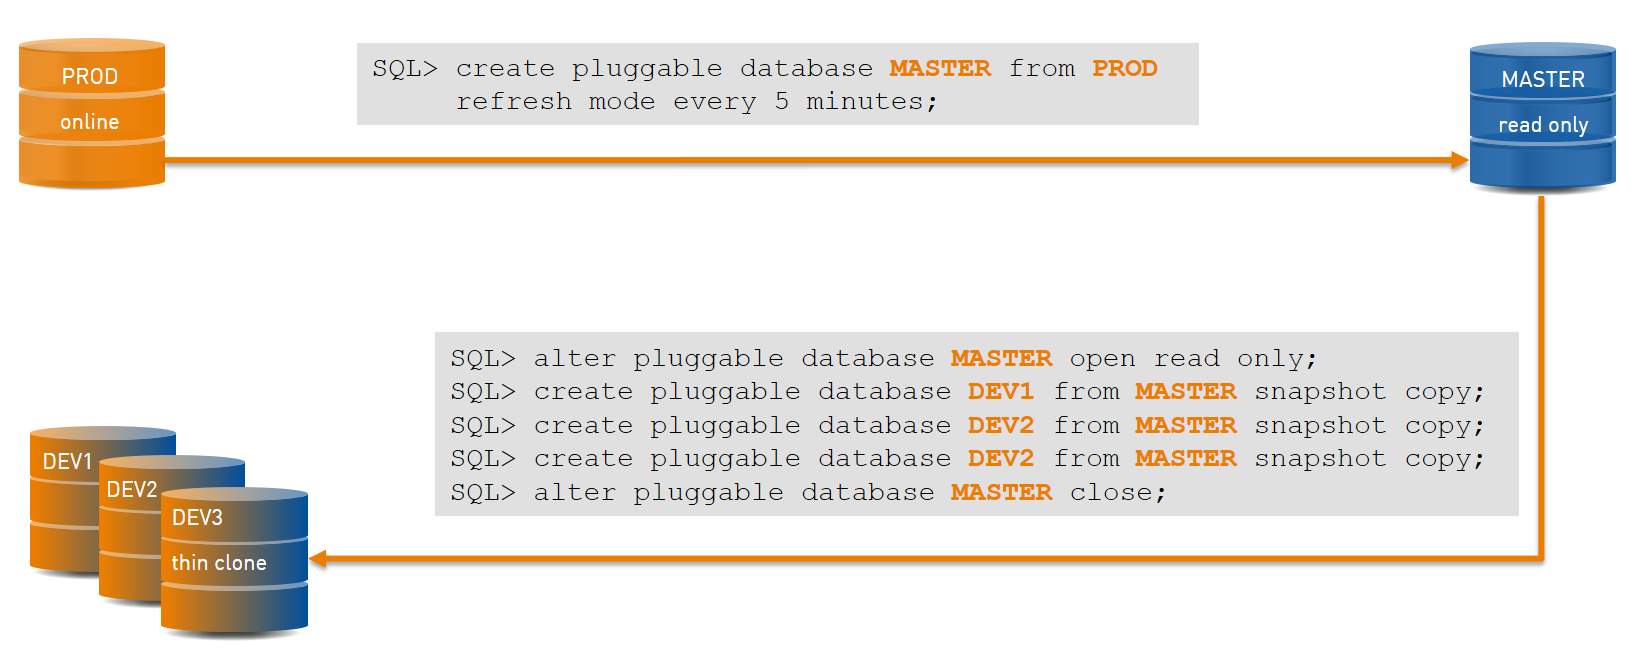 PROD
online
SQL> create pluggable database MASTER from PROD
refresh mode every 5 minutes;
MASTER
read only
SQL> alter pluggable database MASTER open read only;
SQL> create pluggable database DEV1 from MASTER snapshot copy;
SQL> create pluggable database DEV2 from MASTER snapshot copy;
SQL> create pluggable database DEV2 from MASTER snapshot copy;
SQL> alter pluggable database MASTER close;
DEV1
DEV2
DEV3
thin clone